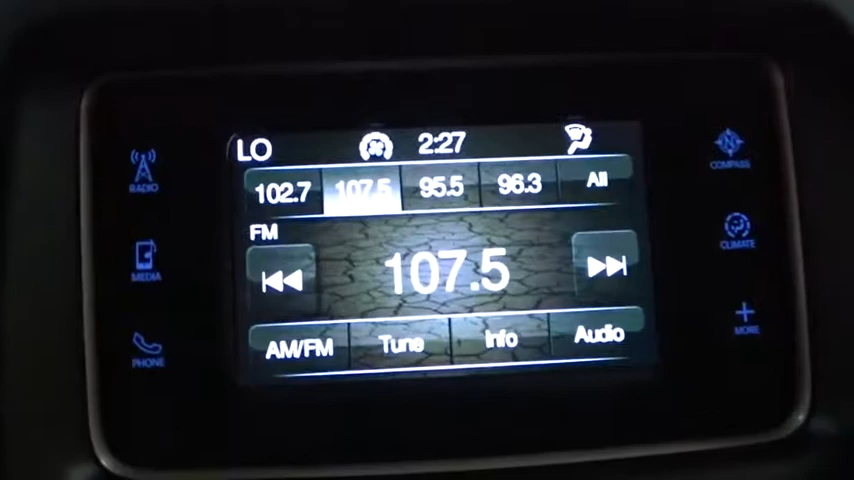 LO 2:27
102.7 107.5 95.5 96.3 All
FM
107.5
AM/FM Tune Info Audio
RADIO
MEDIA
PHONE
N
COMPASS
CLIMATE
MORE